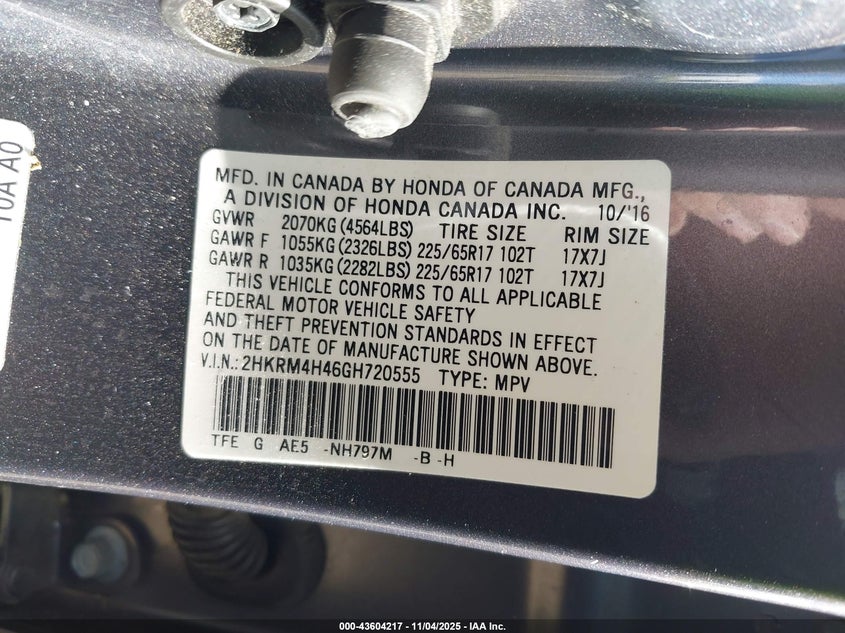 10A A0
MFD. IN CANADA BY HONDA OF CANADA MFG.,
A DIVISION OF HONDA CANADA INC. 10/'16
GVWR 2070KG (4564LBS) TIRE SIZE RIM SIZE
GAWR F 1055KG (2326LBS) 225/65R17 102T 17X7J
GAWR R 1035KG (2282LBS) 225/65R17 102T 17X7J
THIS VEHICLE CONFORMS TO ALL APPLICABLE
FEDERAL MOTOR VEHICLE SAFETY
AND THEFT PREVENTION STANDARDS IN EFFECT
ON THE DATE OF MANUFACTURE SHOWN ABOVE.
V.I.N.: 2HKRM4H46GH720555 TYPE: MPV
TFE G AE5 -NH797M -B -H
000-43604217 - 11/04/2025 - IAA Inc.